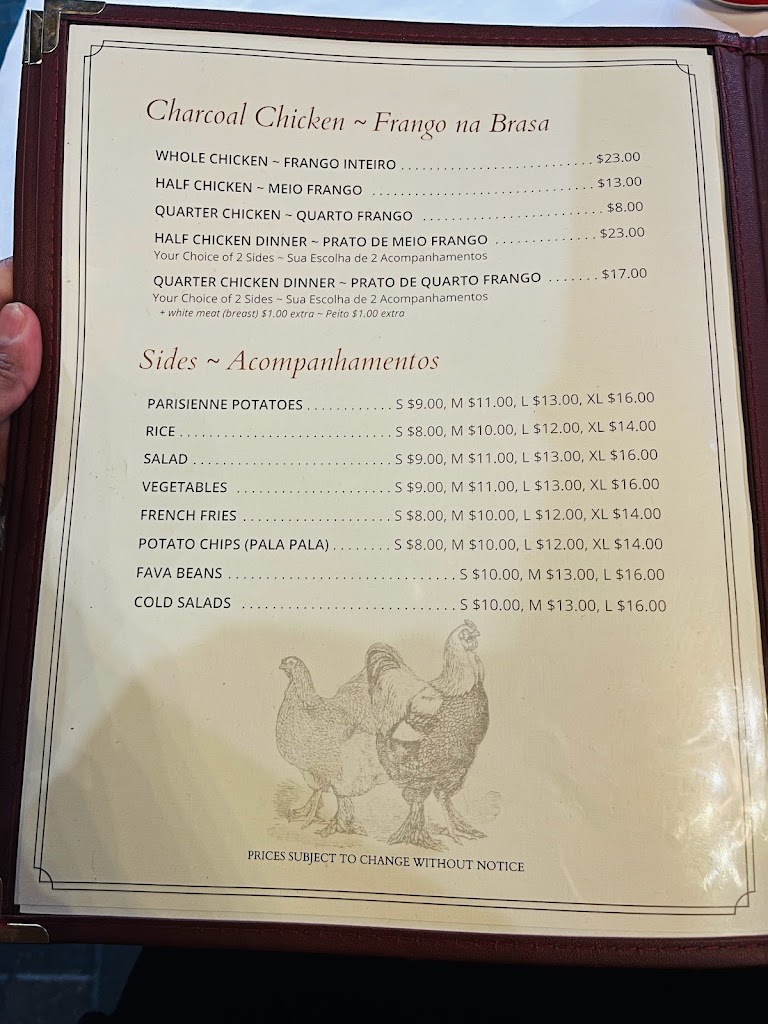 Charcoal Chicken ~ Frango na Brasa
WHOLE CHICKEN ~ FRANGO INTEIRO ........................... $23.00
HALF CHICKEN ~ MEIO FRANGO ............................... $13.00
QUARTER CHICKEN ~ QUARTO FRANGO ......................... $8.00
HALF CHICKEN DINNER ~ PRATO DE MEIO FRANGO ............. $23.00
Your Choice of 2 Sides ~ Sua Escolha de 2 Acompanhamentos
QUARTER CHICKEN DINNER ~ PRATO DE QUARTO FRANGO ....... $17.00
Your Choice of 2 Sides ~ Sua Escolha de 2 Acompanhamentos
+ white meat (breast) $1.00 extra ~ Peito $1.00 extra
Sides ~ Acompanhamentos
PARISIENNE POTATOES ............ S $9.00, M $11.00, L $13.00, XL $16.00
RICE ............................. S $8.00, M $10.00, L $12.00, XL $14.00
SALAD ........................... S $9.00, M $11.00, L $13.00, XL $16.00
VEGETABLES ..................... S $9.00, M $11.00, L $13.00, XL $16.00
FRENCH FRIES .................... S $8.00, M $10.00, L $12.00, XL $14.00
POTATO CHIPS (PALA PALA) ........ S $8.00, M $10.00, L $12.00, XL $14.00
FAVA BEANS ............................... S $10.00, M $13.00, L $16.00
COLD SALADS ............................. S $10.00, M $13.00, L $16.00
PRICES SUBJECT TO CHANGE WITHOUT NOTICE